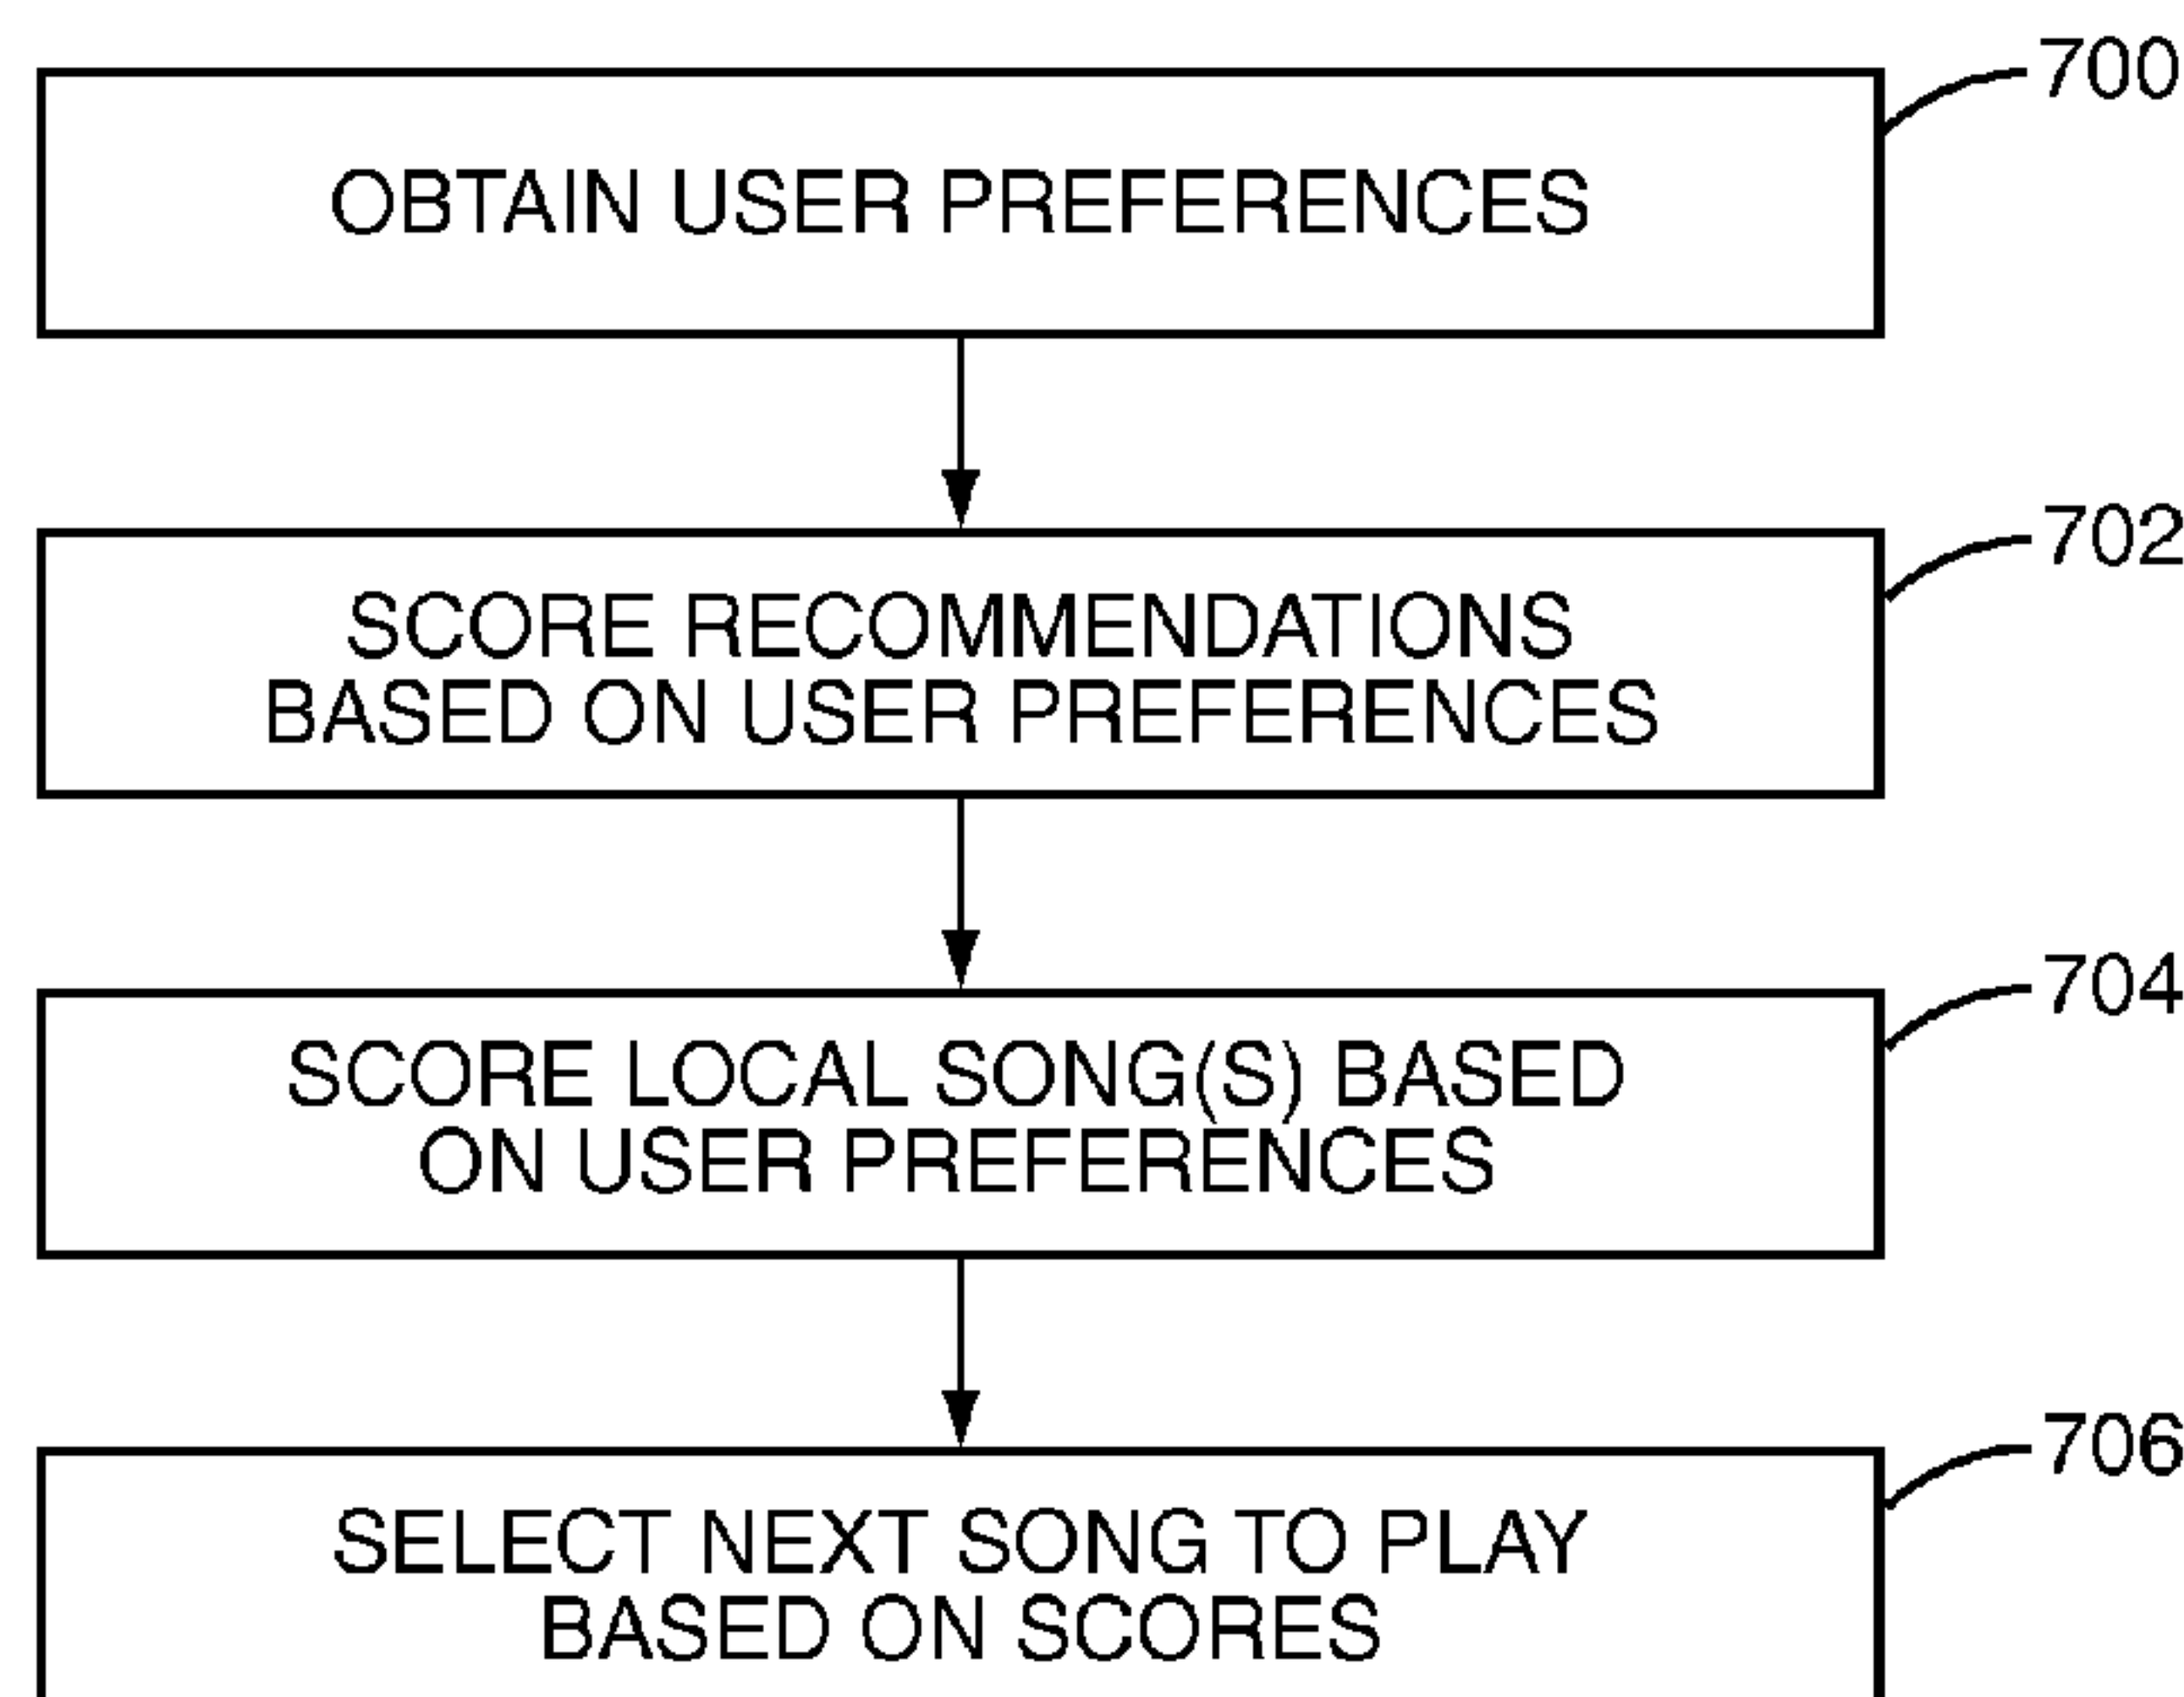 700
OBTAIN USER PREFERENCES
702
SCORE RECOMMENDATIONS
BASED ON USER PREFERENCES
704
SCORE LOCAL SONG(S) BASED
ON USER PREFERENCES
706
SELECT NEXT SONG TO PLAY
BASED ON SCORES